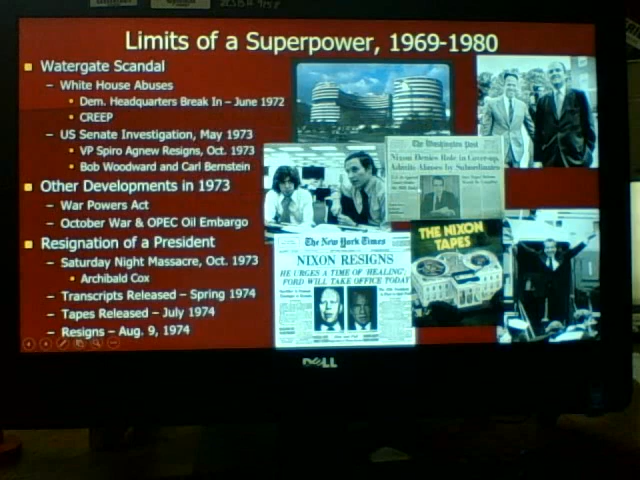 Limits of a Superpower, 1969-1980
Watergate Scandal
– White House Abuses
• Dem. Headquarters Break In – June 1972
• CREEP
– US Senate Investigation, May 1973
• VP Spiro Agnew Resigns, Oct. 1973
• Bob Woodward and Carl Bernstein
Other Developments in 1973
– War Powers Act
– October War & OPEC Oil Embargo
Resignation of a President
– Saturday Night Massacre, Oct. 1973
• Archibald Cox
– Transcripts Released – Spring 1974
– Tapes Released – July 1974
– Resigns – Aug. 9, 1974
The Washington Post
Nixon Denies Role in Cover-up,
Admits Abuses by Subordinates
The New York Times
NIXON RESIGNS
HE URGES A TIME OF 'HEALING';
FORD WILL TAKE OFFICE TODAY
THE NIXON
TAPES
DELL